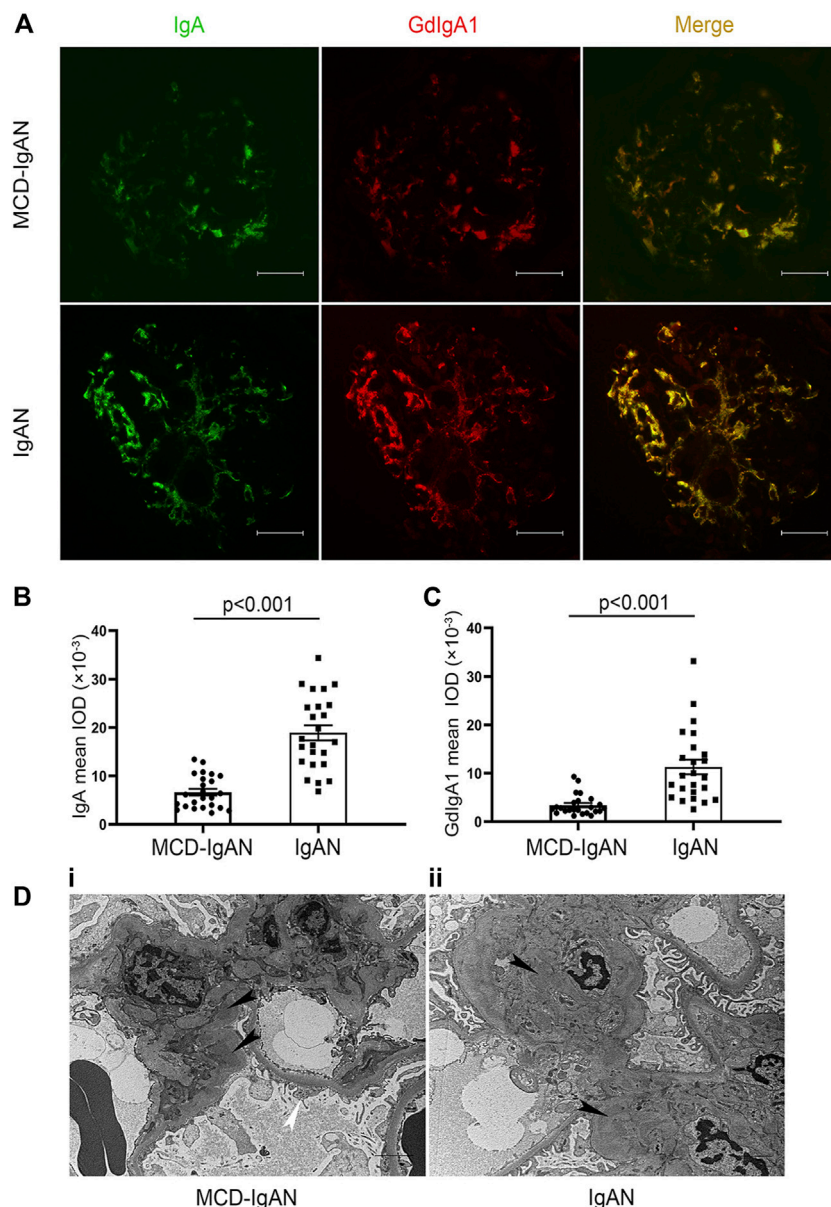 A
IgA GdIgA1 Merge
MCD-IgAN
IgAN
B
p<0.001
IgA mean IOD (×10⁻³)
40
30
20
10
0
MCD-IgAN IgAN
C
p<0.001
GdIgA1 mean IOD (×10⁻³)
40
30
20
10
0
MCD-IgAN IgAN
D
i
ii
MCD-IgAN IgAN